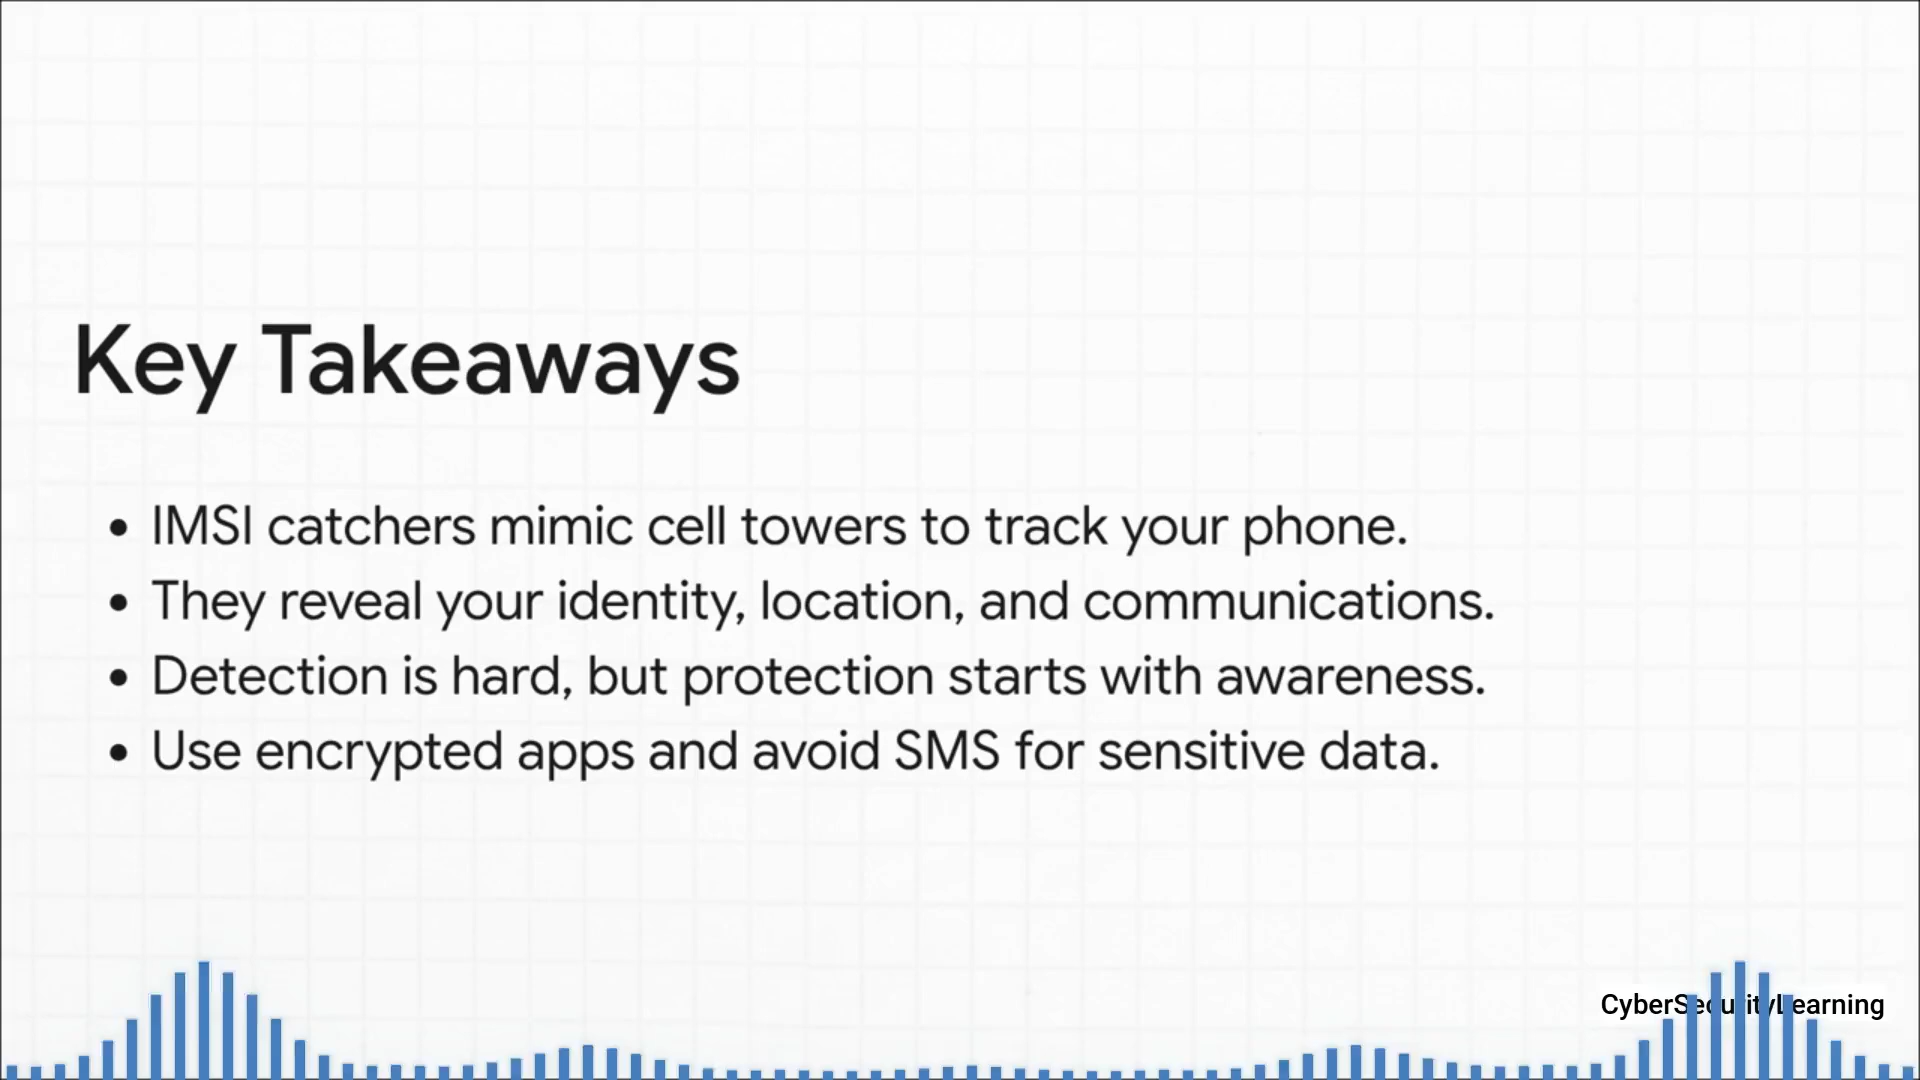 Key Takeaways
• IMSI catchers mimic cell towers to track your phone.
• They reveal your identity, location, and communications.
• Detection is hard, but protection starts with awareness.
• Use encrypted apps and avoid SMS for sensitive data.
CyberSecurityLearning